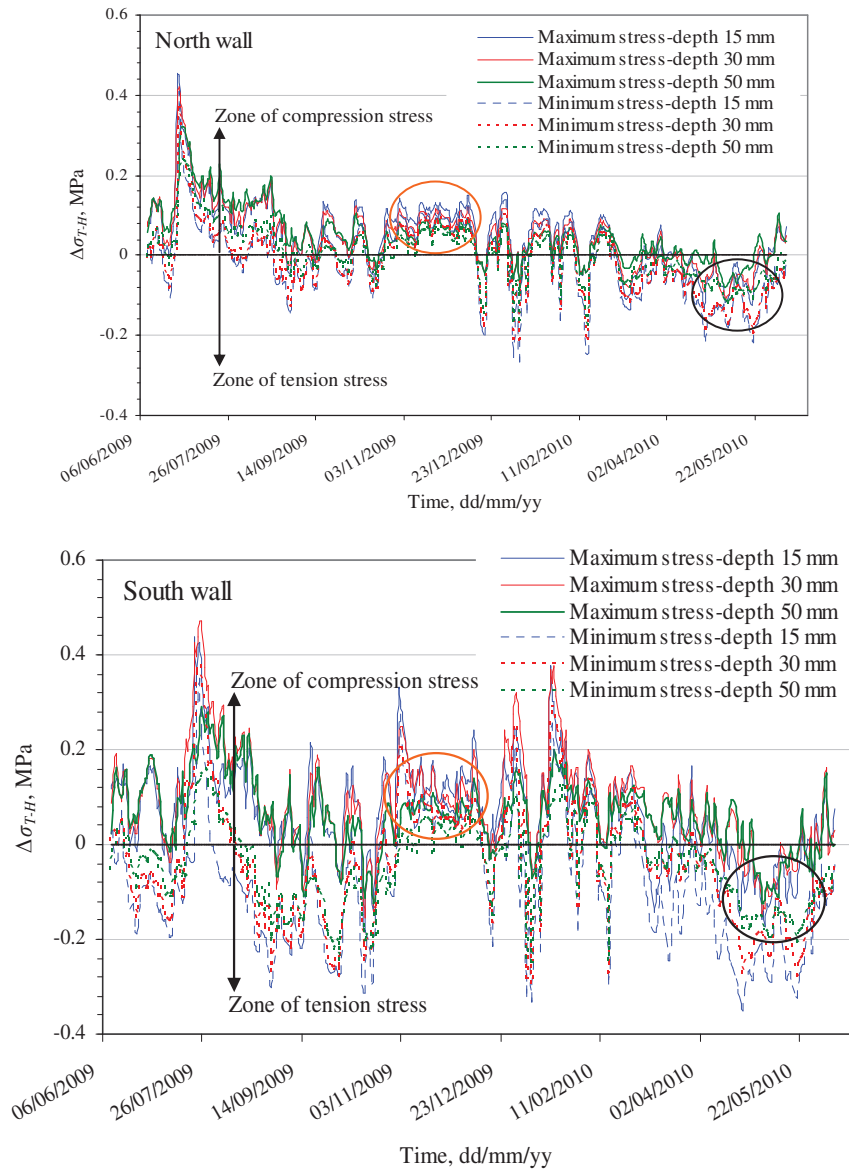 North wall
Maximum stress-depth 15 mm
Maximum stress-depth 30 mm
Maximum stress-depth 50 mm
Minimum stress-depth 15 mm
Minimum stress-depth 30 mm
Minimum stress-depth 50 mm
Zone of compression stress
Zone of tension stress
0.6
0.4
0.2
0
-0.2
-0.4
Δσ_{T-H}, MPa
06/06/2009
26/07/2009
14/09/2009
03/11/2009
23/12/2009
11/02/2010
02/04/2010
22/05/2010
Time, dd/mm/yy
South wall
Maximum stress-depth 15 mm
Maximum stress-depth 30 mm
Maximum stress-depth 50 mm
Minimum stress-depth 15 mm
Minimum stress-depth 30 mm
Minimum stress-depth 50 mm
Zone of compression stress
Zone of tension stress
0.6
0.4
0.2
0
-0.2
-0.4
Δσ_{T-H}, MPa
06/06/2009
26/07/2009
14/09/2009
03/11/2009
23/12/2009
11/02/2010
02/04/2010
22/05/2010
Time, dd/mm/yy